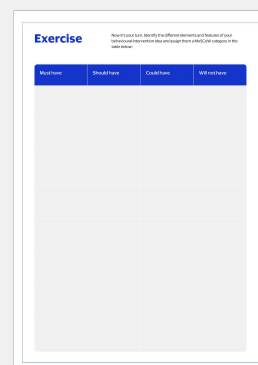 Exercise
Now it's your turn. Identify the different elements and features of your
behavioural intervention idea and assign them a MoSCoW category in the
table below:
Must have
Should have
Could have
Will not have